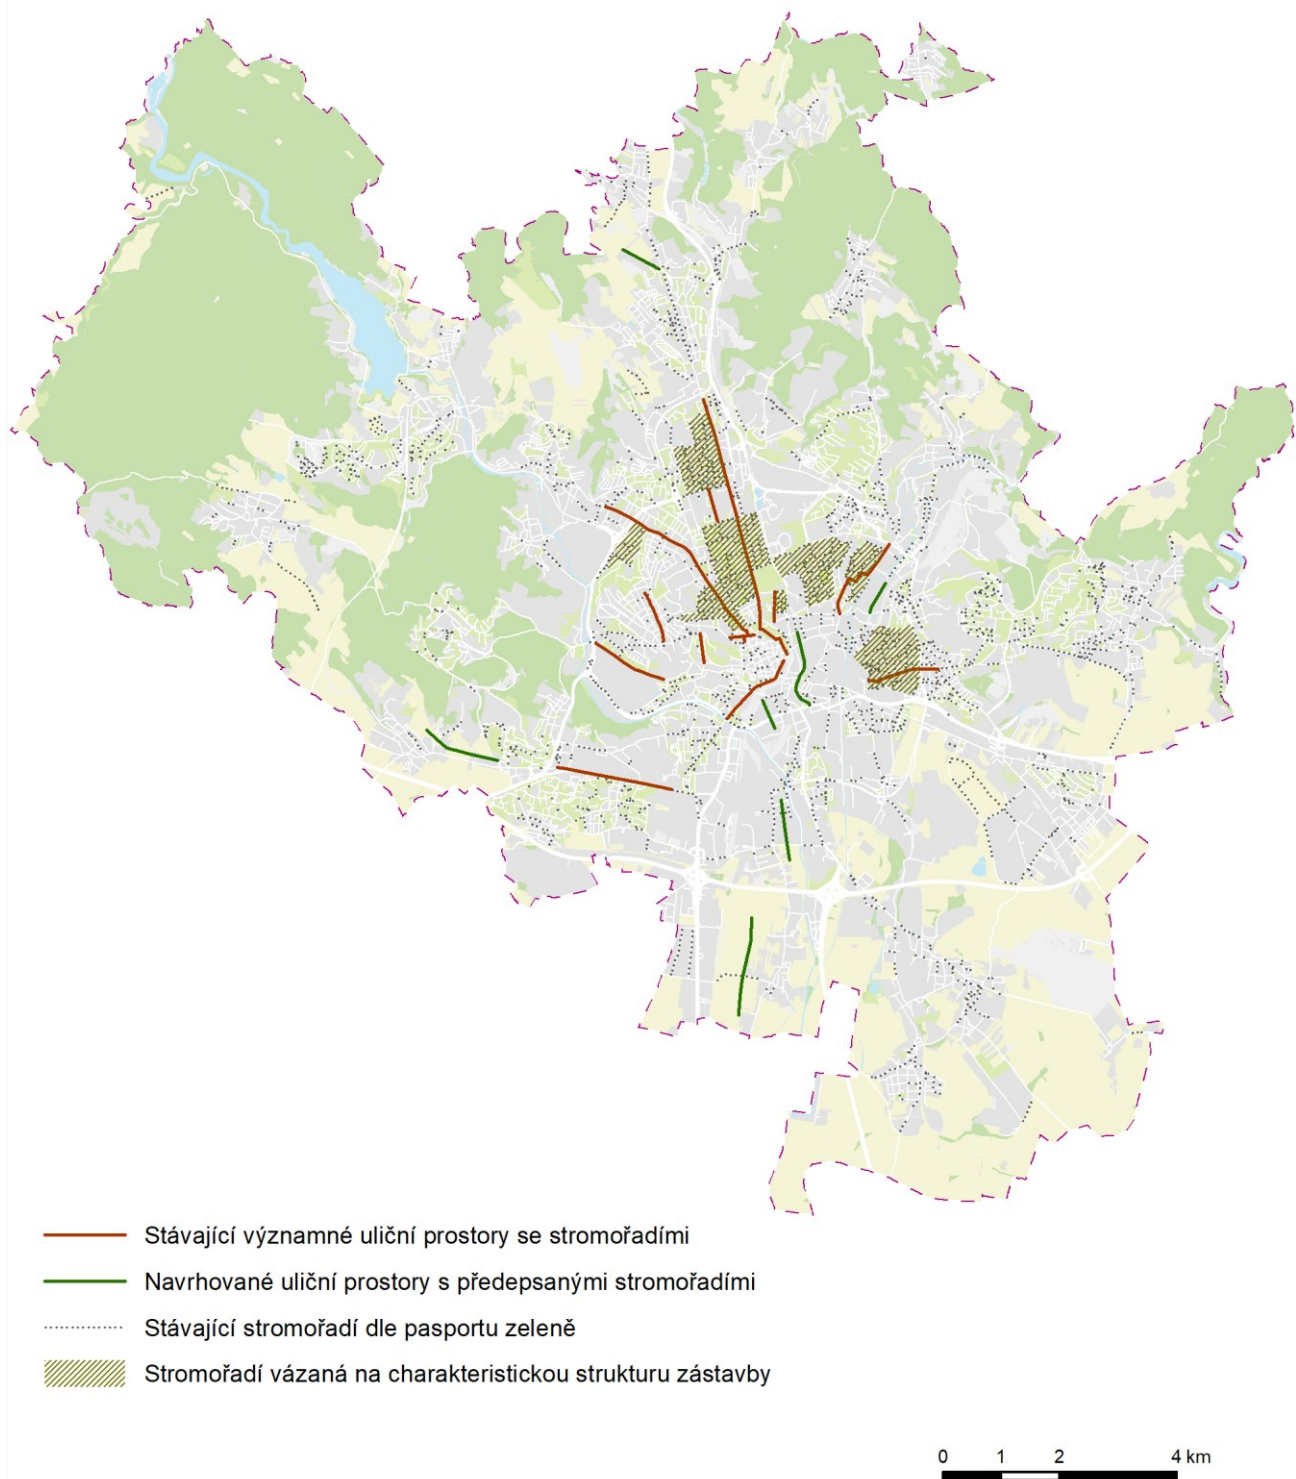 Stávající významné uliční prostory se stromořadími
Navrhované uliční prostory s předepsanými stromořadími
Stávající stromořadí dle pasportu zeleně
Stromořadí vázaná na charakteristickou strukturu zástavby
0 1 2 4 km